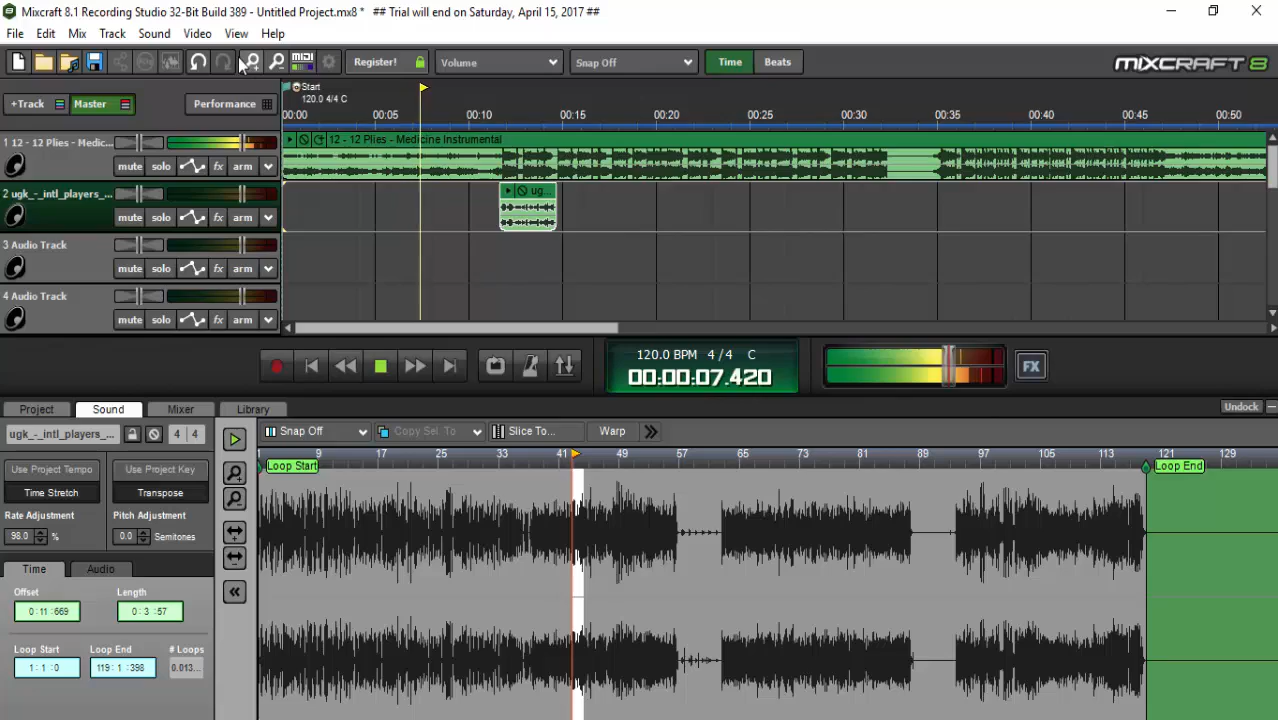 Mixcraft 8.1 Recording Studio 32-Bit Build 389 - Untitled Project.mx8 * ## Trial will end on Saturday, April 15, 2017 ##
File Edit Mix Track Sound Video View Help
midi Register! Volume Snap Off Time Beats MIXCRAFT 8
+Track Master Performance
Start
120.0 4/4 C
00:00 00:05 00:10 00:15 00:20 00:25 00:30 00:35 00:40 00:45 00:50
1 12 - 12 Plies - Medic... 12 - 12 Plies - Medicine Instrumental
mute solo fx arm
2 ugk_-_intl_players_... ug...
mute solo fx arm
3 Audio Track
mute solo fx arm
4 Audio Track
mute solo fx arm
120.0 BPM 4/4 C
00:00:07.420 FX
Project Sound Mixer Library Undock
ugk_-_intl_players_... 4 4 Snap Off Copy Sel. To Slice To... Warp
1 9 17 25 33 41 49 57 65 73 81 89 97 105 113 121 129
Loop Start Loop End
Use Project Tempo Use Project Key
Time Stretch Transpose
Rate Adjustment Pitch Adjustment
98.0 % 0.0 Semitones
Time Audio
Offset Length
0:11:669 0:3:57
Loop Start Loop End # Loops
1:1:0 119:1:398 0.013...